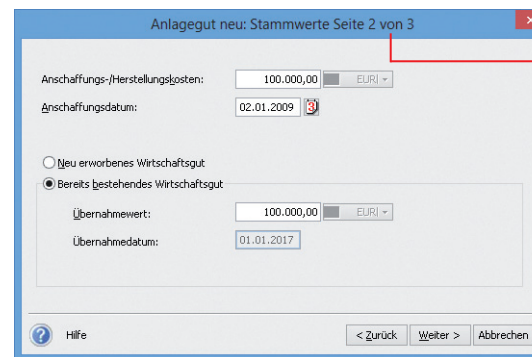 Anlagegut neu: Stammwerte Seite 2 von 3
Anschaffungs-/Herstellungskosten: 100.000,00 EUR
Anschaffungsdatum: 02.01.2009 3
Neu erworbenes Wirtschaftsgut
Bereits bestehendes Wirtschaftsgut
Übernahmewert: 100.000,00 EUR
Übernahmedatum: 01.01.2017
? Hilfe < Zurück Weiter > Abbrechen